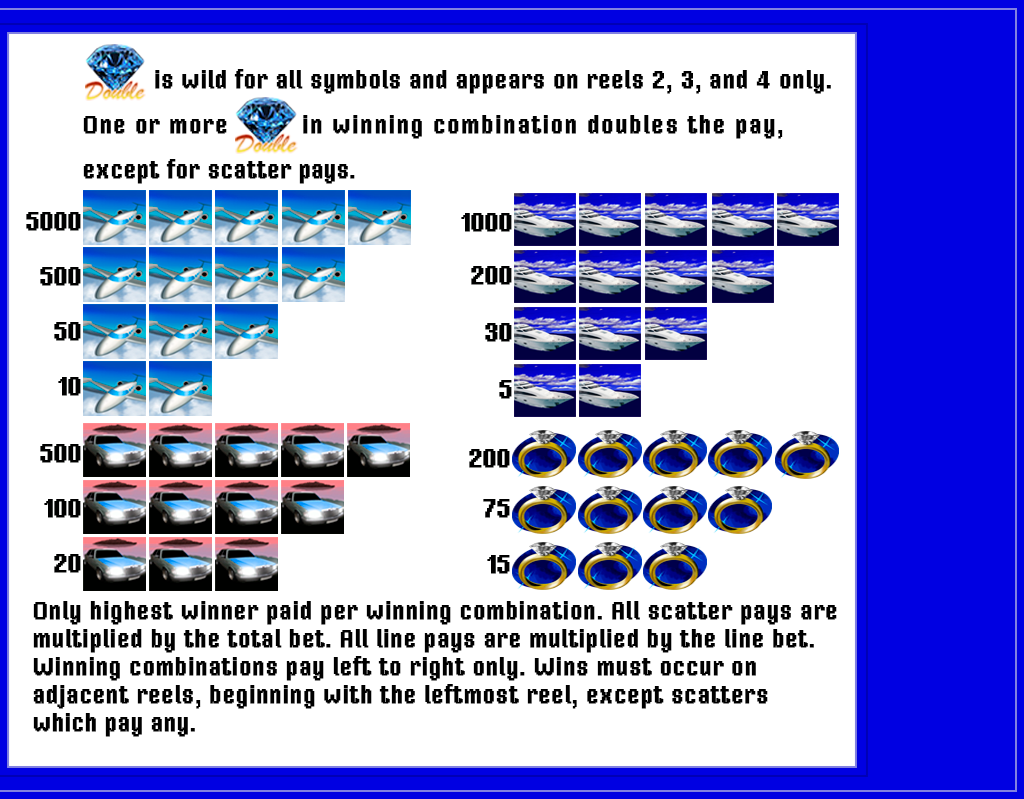 Double is wild for all symbols and appears on reels 2, 3, and 4 only.
One or more Double in winning combination doubles the pay,
except for scatter pays.
5000
500
50
10
1000
200
30
5
500
100
20
200
75
15
Only highest winner paid per winning combination. All scatter pays are
multiplied by the total bet. All line pays are multiplied by the line bet.
Winning combinations pay left to right only. Wins must occur on
adjacent reels, beginning with the leftmost reel, except scatters
which pay any.